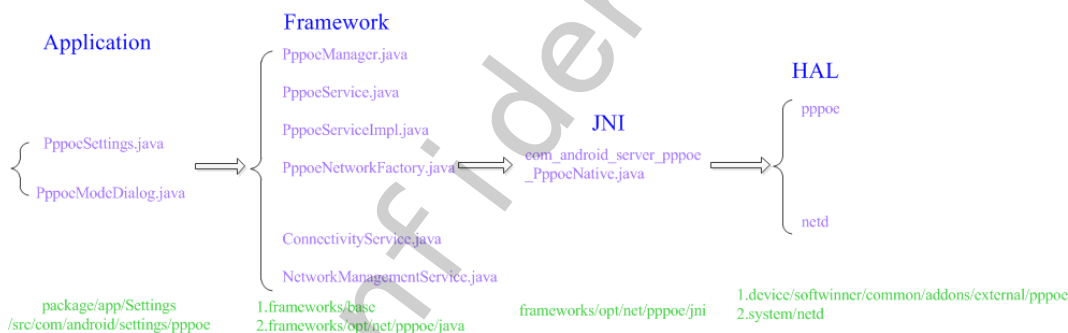 Application
PppoeSettings.java
PppoeModeDialog.java
package/app/Settings
/src/com/android/settings/pppoe
Framework
PppoeManager.java
PppoeService.java
PppoeServiceImpl.java
PppoeNetworkFactory.java
ConnectivityService.java
NetworkManagementService.java
1.frameworks/base
2.frameworks/opt/net/pppoe/java
JNI
com_android_server_pppoe
_PppoeNative.java
frameworks/opt/net/pppoe/jni
HAL
pppoe
netd
1.device/softwinner/common/addons/external/pppoe
2.system/netd
nfider